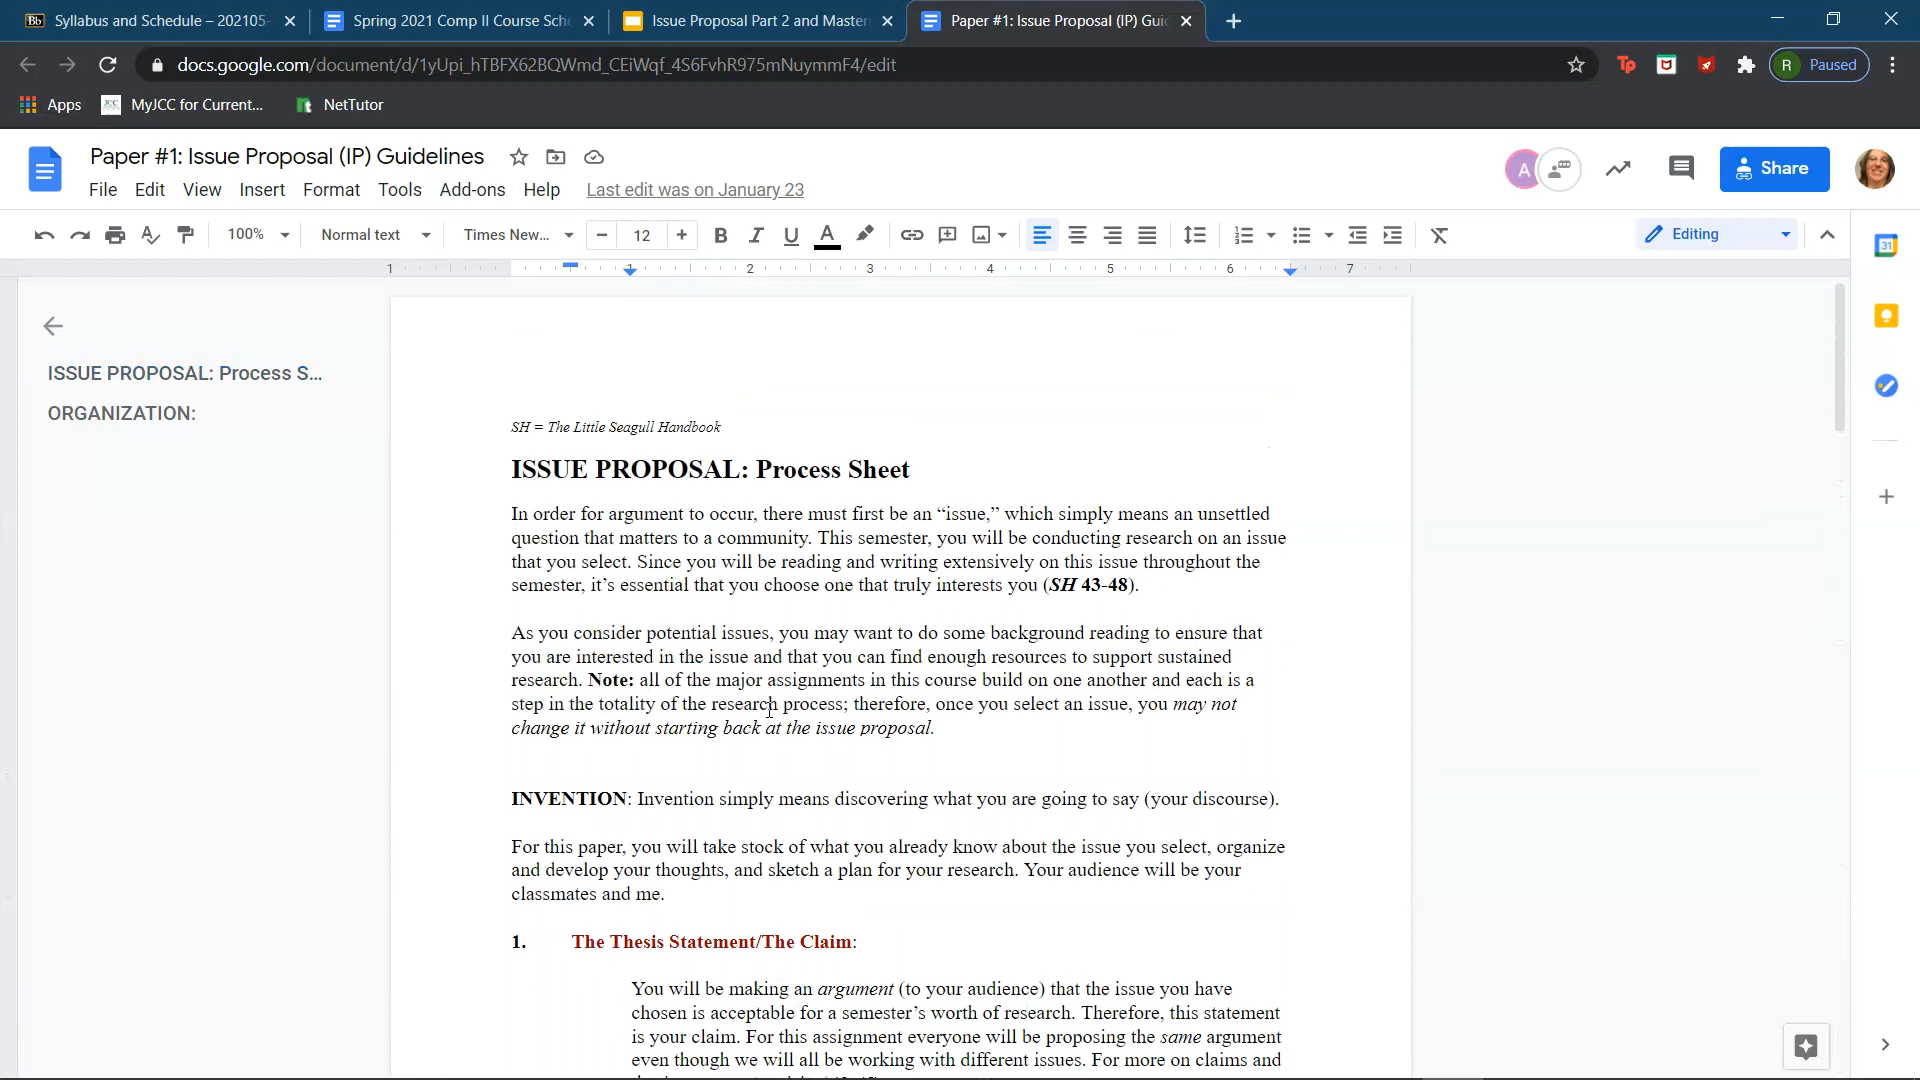 Syllabus and Schedule – 202105-
Spring 2021 Comp II Course Sche
Issue Proposal Part 2 and Master
Paper #1: Issue Proposal (IP) Guid
docs.google.com/document/d/1yUpi_hTBFX62BQWmd_CEiWqf_4S6FvhR975mNuymmF4/edit
R Paused
Apps MyJCC for Current... NetTutor
Paper #1: Issue Proposal (IP) Guidelines
A
Share
File Edit View Insert Format Tools Add-ons Help Last edit was on January 23
100% Normal text Times New... 12 B I U A Editing
1 1 2 3 4 5 6 7
ISSUE PROPOSAL: Process S...
ORGANIZATION:
SH = The Little Seagull Handbook
ISSUE PROPOSAL: Process Sheet
In order for argument to occur, there must first be an “issue,” which simply means an unsettled
question that matters to a community. This semester, you will be conducting research on an issue
that you select. Since you will be reading and writing extensively on this issue throughout the
semester, it’s essential that you choose one that truly interests you (SH 43-48).
As you consider potential issues, you may want to do some background reading to ensure that
you are interested in the issue and that you can find enough resources to support sustained
research. Note: all of the major assignments in this course build on one another and each is a
step in the totality of the research process; therefore, once you select an issue, you may not
change it without starting back at the issue proposal.
INVENTION: Invention simply means discovering what you are going to say (your discourse).
For this paper, you will take stock of what you already know about the issue you select, organize
and develop your thoughts, and sketch a plan for your research. Your audience will be your
classmates and me.
1. The Thesis Statement/The Claim:
You will be making an argument (to your audience) that the issue you have
chosen is acceptable for a semester’s worth of research. Therefore, this statement
is your claim. For this assignment everyone will be proposing the same argument
even though we will all be working with different issues. For more on claims and